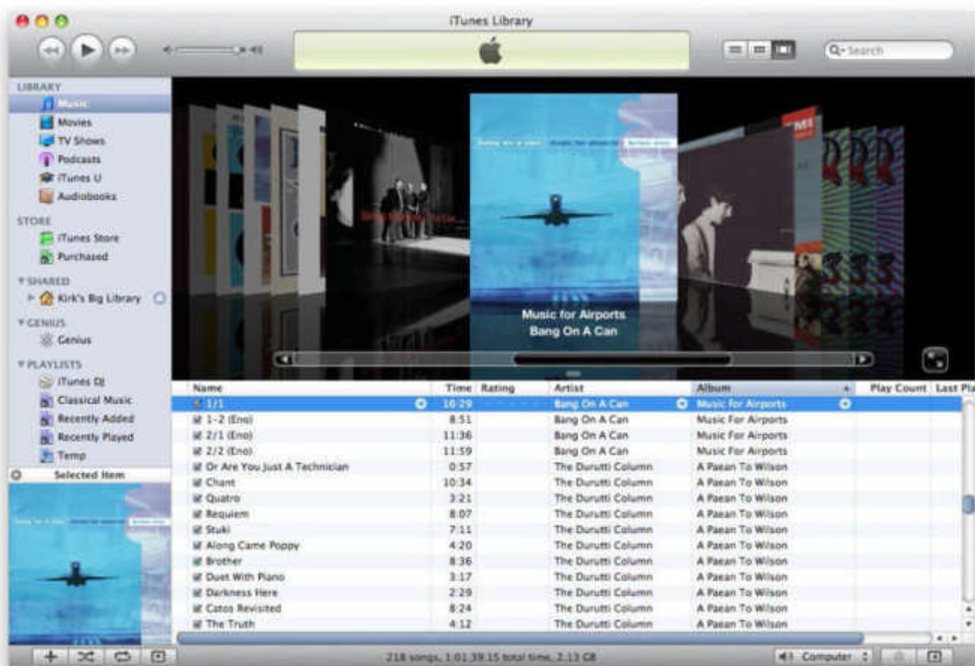 iTunes Library
Search
LIBRARY
Music
Movies
TV Shows
Podcasts
iTunes U
Audiobooks
STORE
iTunes Store
Purchased
SHARED
Kirk's Big Library
GENIUS
Genius
PLAYLISTS
iTunes DJ
Classical Music
Recently Added
Recently Played
Temp
Selected Item
Music for Airports
Bang On A Can
Name Time Rating Artist Album Play Count Last Pla
1/1 16:29 Bang On A Can Music for Airports
1-2 (Eno) 8:51 Bang On A Can Music For Airports
2/1 (Eno) 11:36 Bang On A Can Music For Airports
2/2 (Eno) 11:59 Bang On A Can Music For Airports
Or Are You Just A Technician 0:57 The Durutti Column A Paean To Wilson
Chant 10:34 The Durutti Column A Paean To Wilson
Quatro 3:21 The Durutti Column A Paean To Wilson
Requiem 8:07 The Durutti Column A Paean To Wilson
Stuki 7:11 The Durutti Column A Paean To Wilson
Along Came Poppy 4:20 The Durutti Column A Paean To Wilson
Brother 8:36 The Durutti Column A Paean To Wilson
Duet With Piano 3:17 The Durutti Column A Paean To Wilson
Darkness Here 2:29 The Durutti Column A Paean To Wilson
Catos Revisited 8:24 The Durutti Column A Paean To Wilson
The Truth 4:12 The Durutti Column A Paean To Wilson
218 songs, 1:01:39:15 total time, 2.13 GB
Computer